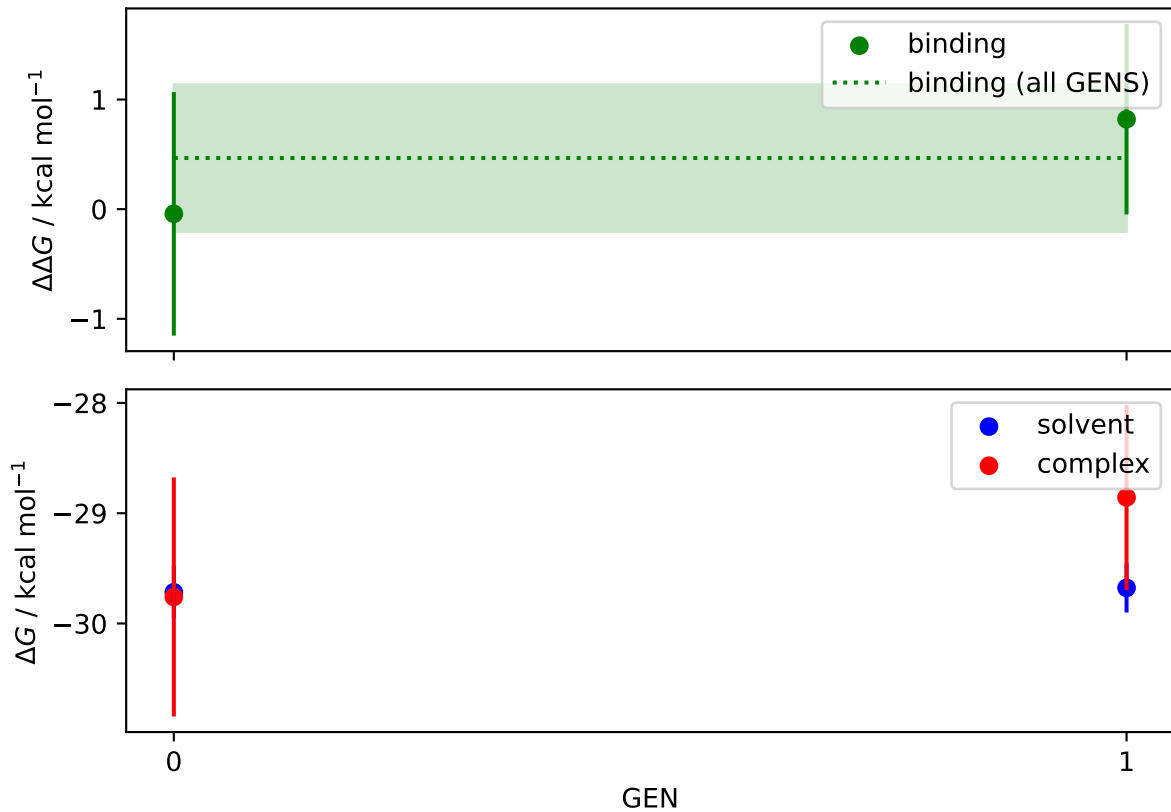 binding
binding (all GENS)
1
0
−1
ΔΔG / kcal mol⁻¹
solvent
complex
−28
−29
−30
ΔG / kcal mol⁻¹
0 1
GEN